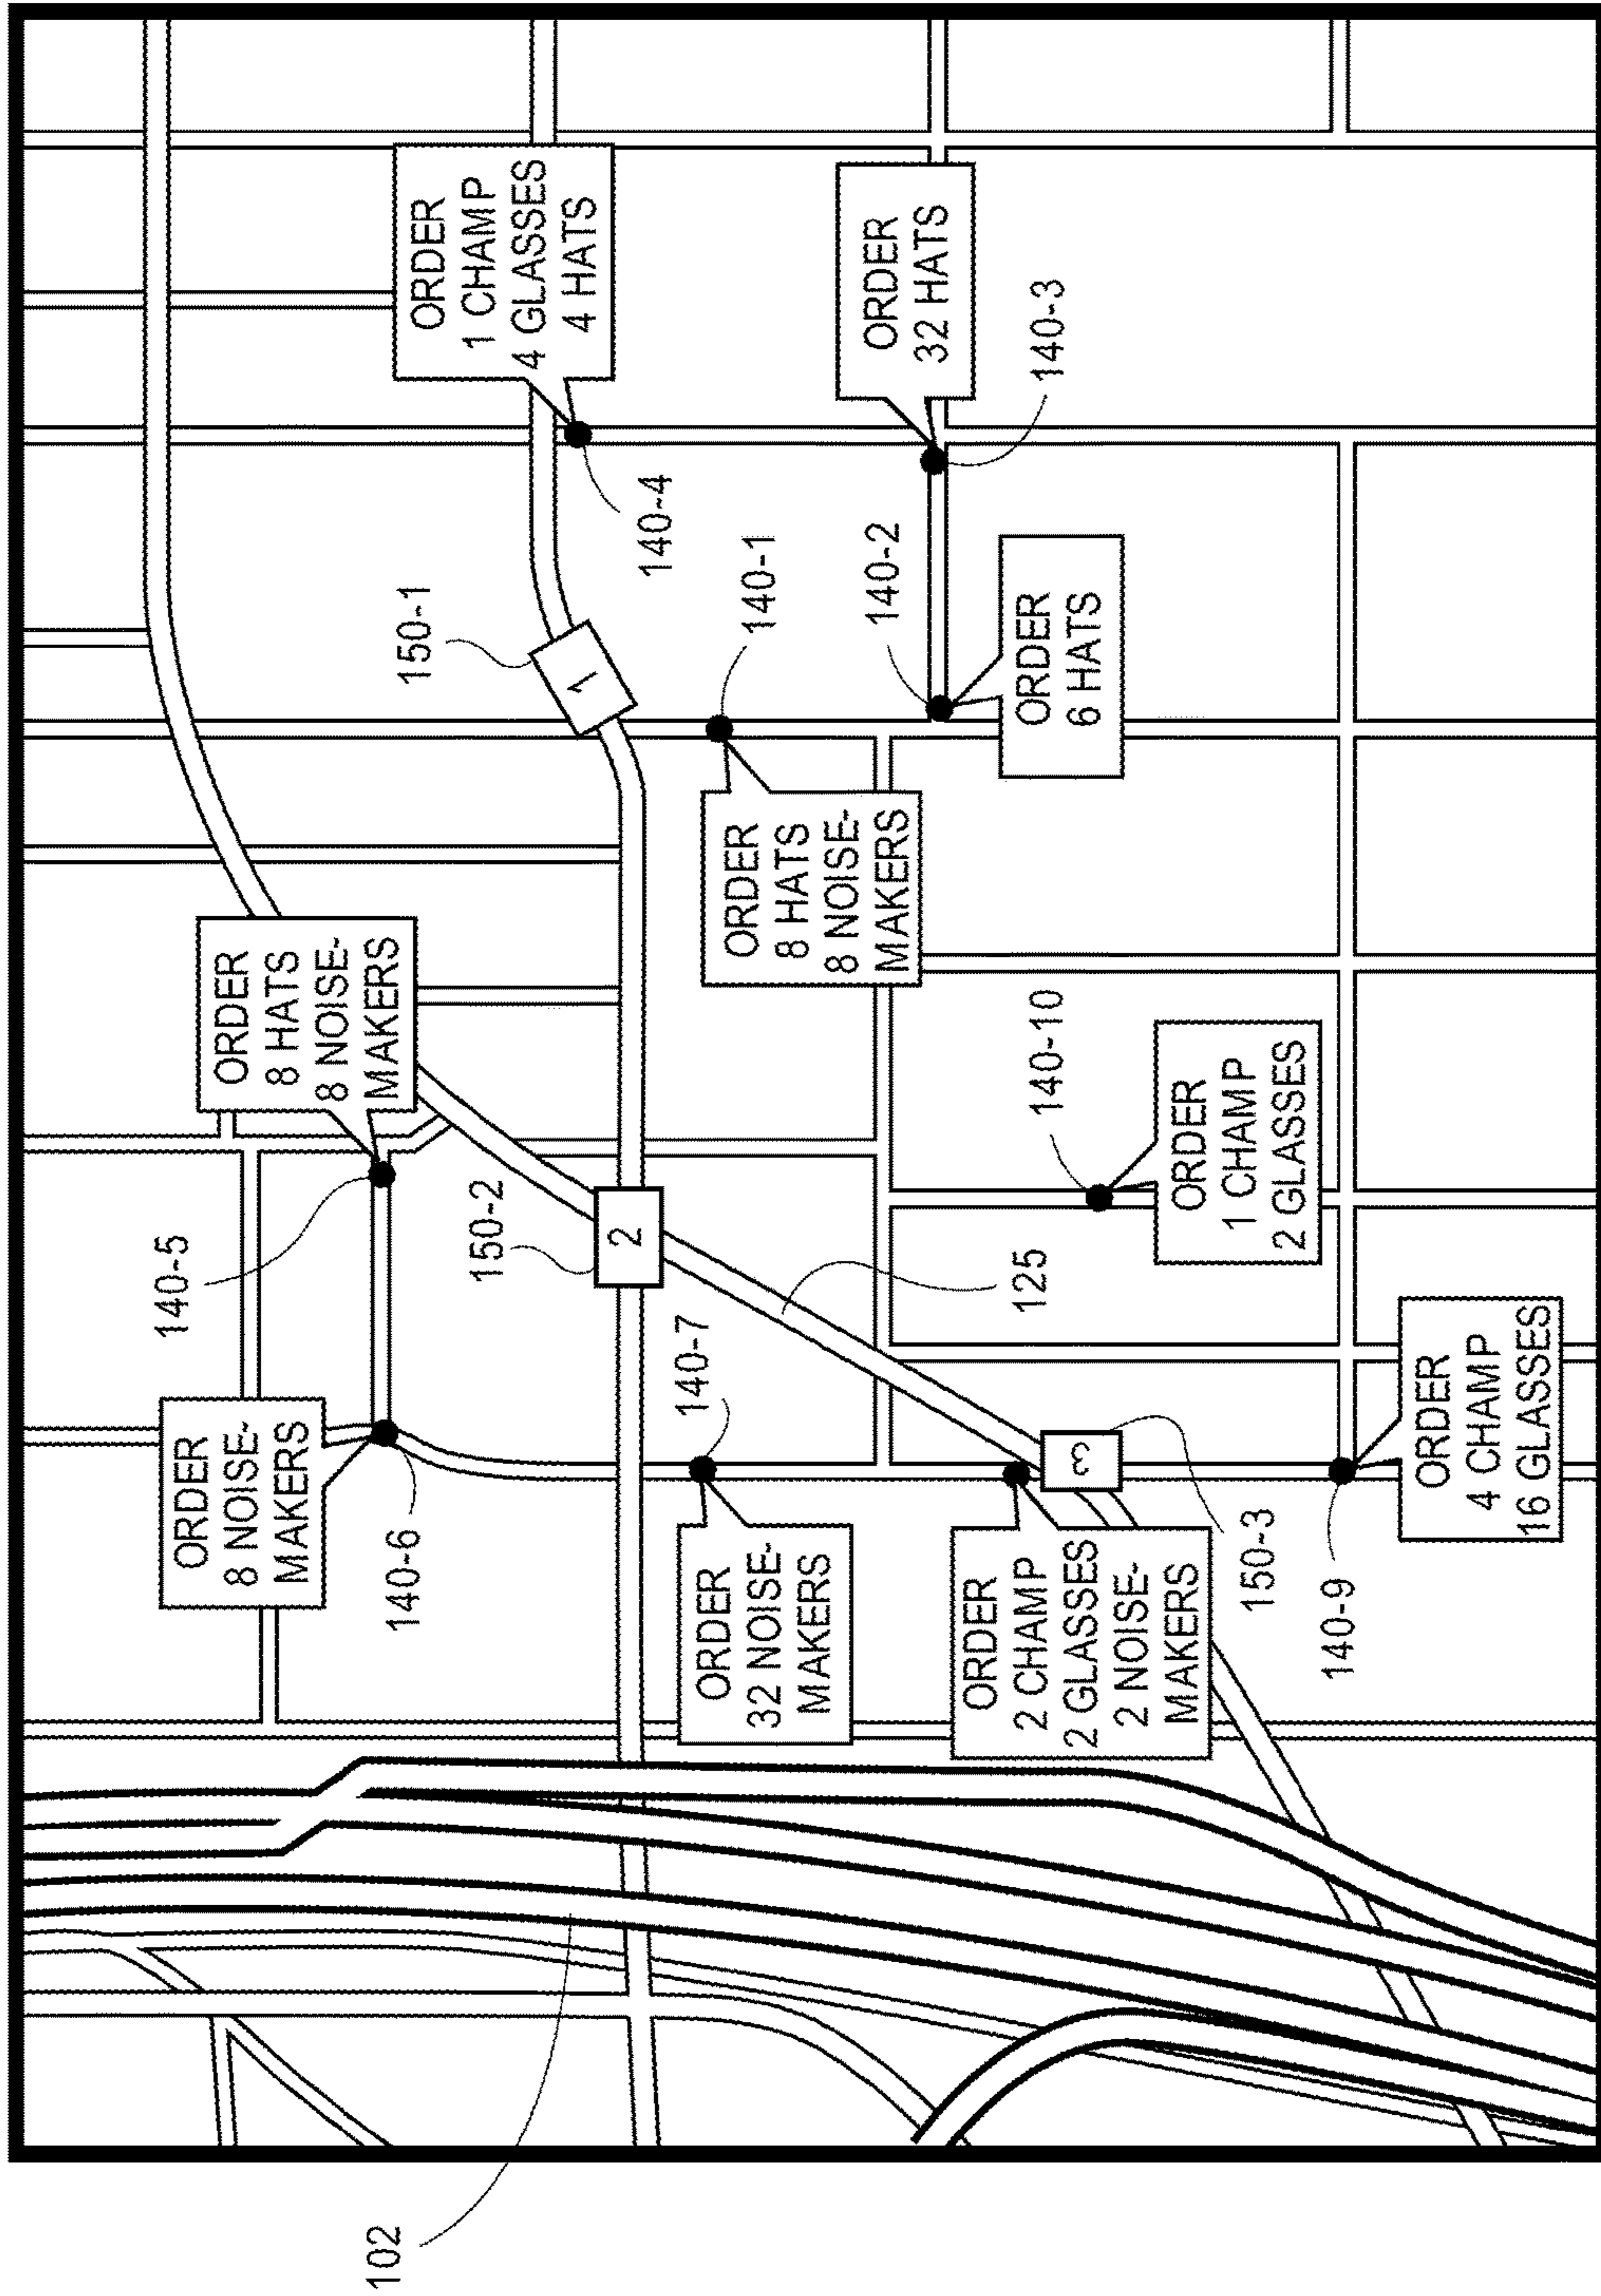 102
ORDER
8 NOISE-
MAKERS
140-6
140-5
ORDER
8 HATS
8 NOISE-
MAKERS
150-1
1
ORDER
1 CHAMP
4 GLASSES
4 HATS
140-4
150-2
2
140-7
ORDER
32 NOISE-
MAKERS
140-1
ORDER
8 HATS
8 NOISE-
MAKERS
140-2
ORDER
6 HATS
ORDER
32 HATS
140-3
125
140-10
ORDER
1 CHAMP
2 GLASSES
3
150-3
ORDER
2 CHAMP
2 GLASSES
2 NOISE-
MAKERS
140-9
ORDER
4 CHAMP
16 GLASSES